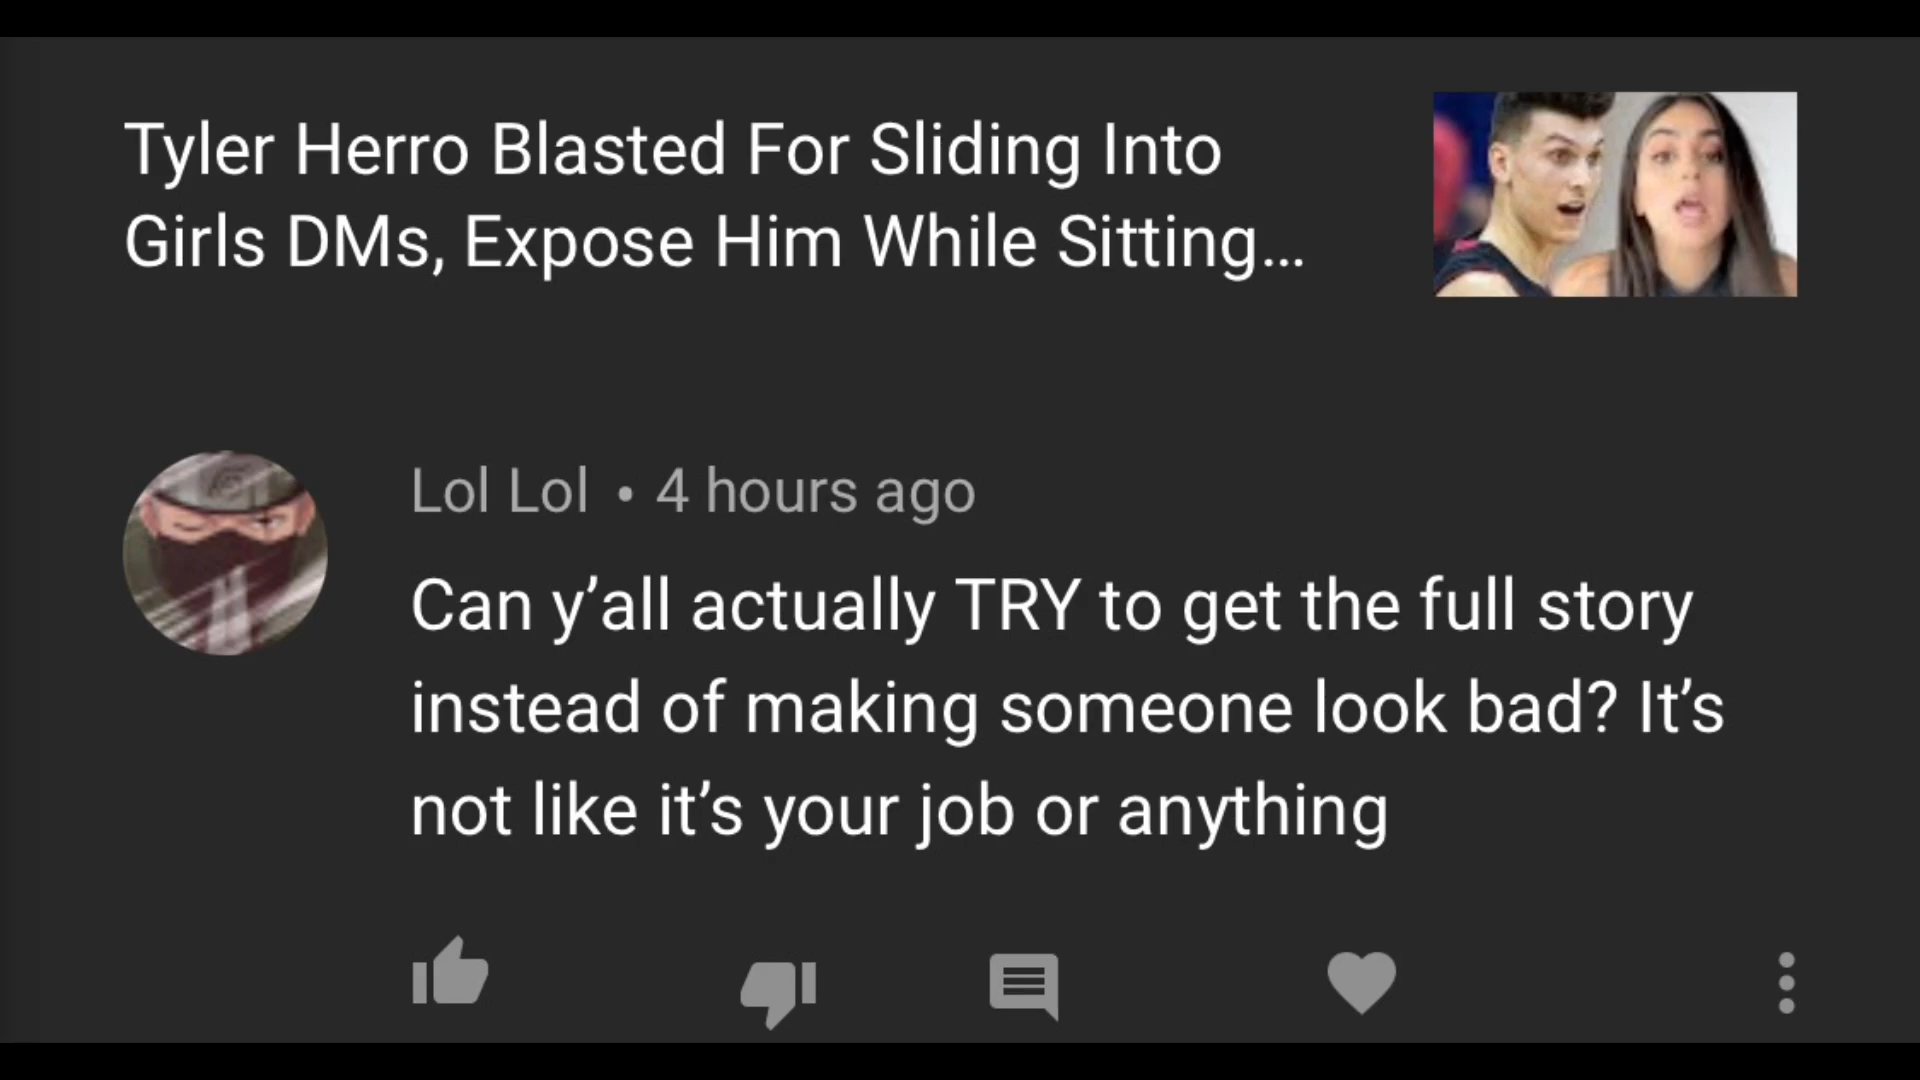 Tyler Herro Blasted For Sliding Into
Girls DMs, Expose Him While Sitting...
Lol Lol • 4 hours ago
Can y’all actually TRY to get the full story
instead of making someone look bad? It’s
not like it’s your job or anything